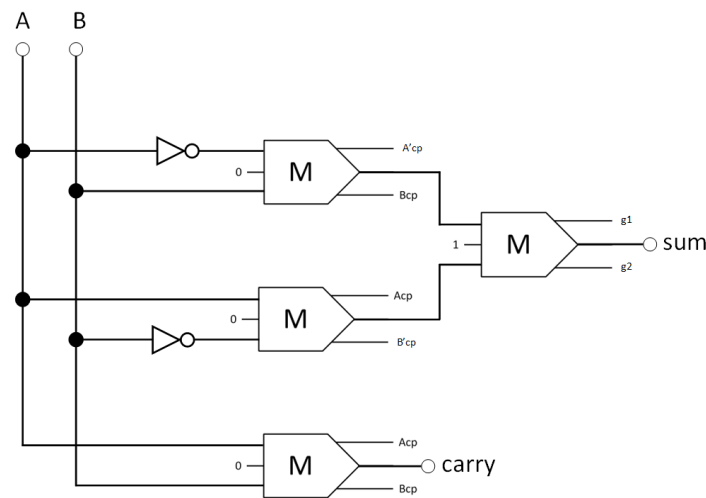 A B
A'cp
0 M
Bcp
g1
1 M sum
g2
Acp
0 M
B'cp
Acp
0 M carry
Bcp